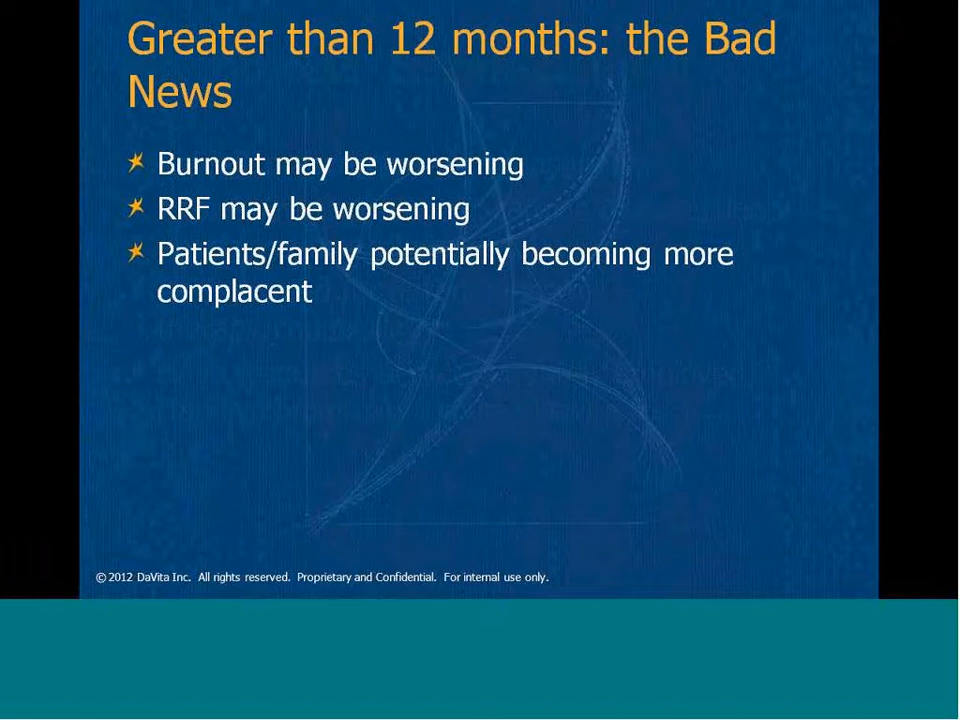 Greater than 12 months: the Bad
News
Burnout may be worsening
RRF may be worsening
Patients/family potentially becoming more
complacent
© 2012 DaVita Inc. All rights reserved. Proprietary and Confidential. For internal use only.